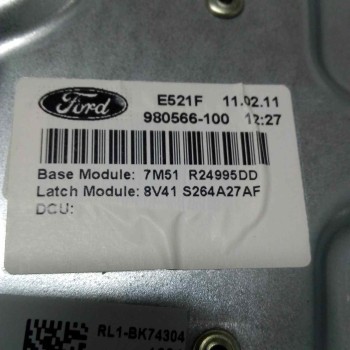 Ford
E521F 11.02.11
980566-100 12:27
Base Module: 7M51 R24995DD
Latch Module: 8V41 S264A27AF
DCU:
RL1-BK74304